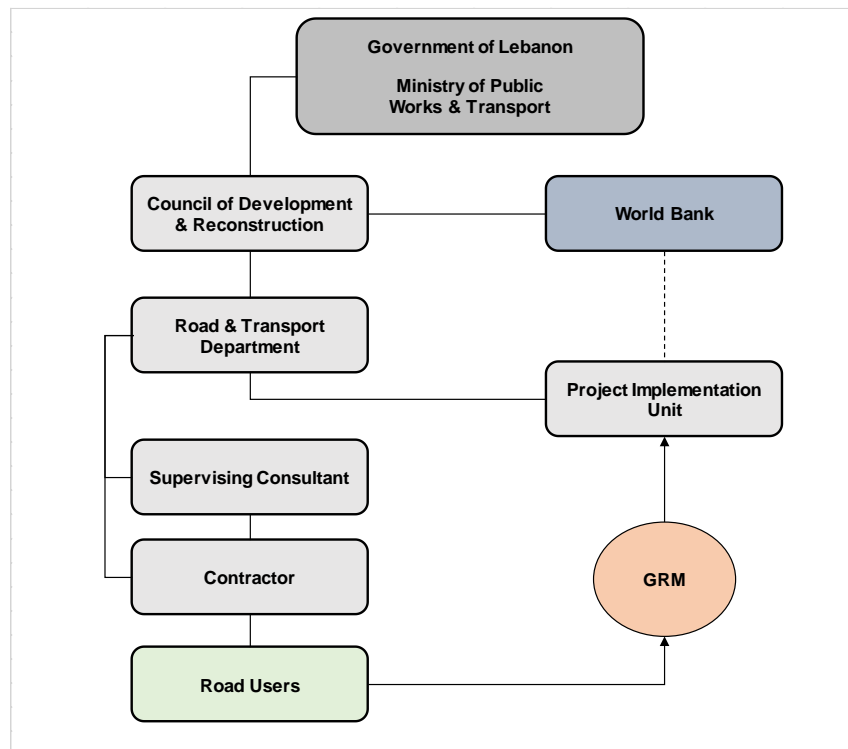 Government of Lebanon
Ministry of Public
Works & Transport
Council of Development
& Reconstruction
World Bank
Road & Transport
Department
Project Implementation
Unit
Supervising Consultant
Contractor
GRM
Road Users